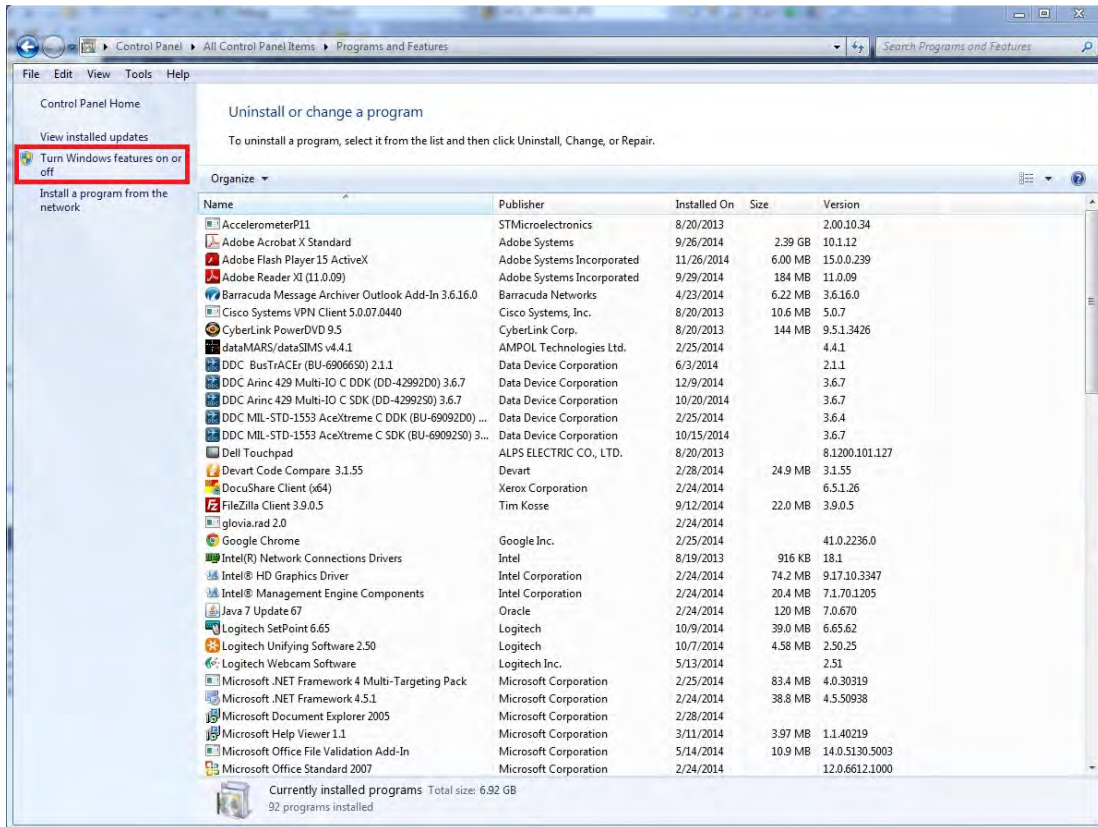 Control Panel ▸ All Control Panel Items ▸ Programs and Features
Search Programs and Features
File Edit View Tools Help
Control Panel Home
View installed updates
Turn Windows features on or
off
Install a program from the
network
Uninstall or change a program
To uninstall a program, select it from the list and then click Uninstall, Change, or Repair.
Organize
Name Publisher Installed On Size Version
AccelerometerP11 STMicroelectronics 8/20/2013 2.00.10.34
Adobe Acrobat X Standard Adobe Systems 9/26/2014 2.39 GB 10.1.12
Adobe Flash Player 15 ActiveX Adobe Systems Incorporated 11/26/2014 6.00 MB 15.0.0.239
Adobe Reader XI (11.0.09) Adobe Systems Incorporated 9/29/2014 184 MB 11.0.09
Barracuda Message Archiver Outlook Add-In 3.6.16.0 Barracuda Networks 4/23/2014 6.22 MB 3.6.16.0
Cisco Systems VPN Client 5.0.07.0440 Cisco Systems, Inc. 8/20/2013 10.6 MB 5.0.7
CyberLink PowerDVD 9.5 CyberLink Corp. 8/20/2013 144 MB 9.5.1.3426
dataMARS/dataSIMS v4.4.1 AMPOL Technologies Ltd. 2/25/2014 4.4.1
DDC BusTrACEr (BU-69066S0) 2.1.1 Data Device Corporation 6/3/2014 2.1.1
DDC Arinc 429 Multi-IO C DDK (DD-42992D0) 3.6.7 Data Device Corporation 12/9/2014 3.6.7
DDC Arinc 429 Multi-IO C SDK (DD-42992S0) 3.6.7 Data Device Corporation 10/20/2014 3.6.7
DDC MIL-STD-1553 AceXtreme C DDK (BU-69092D0) ... Data Device Corporation 2/25/2014 3.6.4
DDC MIL-STD-1553 AceXtreme C SDK (BU-69092S0) 3... Data Device Corporation 10/15/2014 3.6.7
Dell Touchpad ALPS ELECTRIC CO., LTD. 8/20/2013 8.1200.101.127
Devart Code Compare 3.1.55 Devart 2/28/2014 24.9 MB 3.1.55
DocuShare Client (x64) Xerox Corporation 2/24/2014 6.5.1.26
FileZilla Client 3.9.0.5 Tim Kosse 9/12/2014 22.0 MB 3.9.0.5
glovia.rad 2.0 2/24/2014
Google Chrome Google Inc. 2/25/2014 41.0.2236.0
Intel(R) Network Connections Drivers Intel 8/19/2013 916 KB 18.1
Intel® HD Graphics Driver Intel Corporation 2/24/2014 74.2 MB 9.17.10.3347
Intel® Management Engine Components Intel Corporation 2/24/2014 20.4 MB 7.1.70.1205
Java 7 Update 67 Oracle 2/24/2014 120 MB 7.0.670
Logitech SetPoint 6.65 Logitech 10/9/2014 39.0 MB 6.65.62
Logitech Unifying Software 2.50 Logitech 10/7/2014 4.58 MB 2.50.25
Logitech Webcam Software Logitech Inc. 5/13/2014 2.51
Microsoft .NET Framework 4 Multi-Targeting Pack Microsoft Corporation 2/25/2014 83.4 MB 4.0.30319
Microsoft .NET Framework 4.5.1 Microsoft Corporation 2/24/2014 38.8 MB 4.5.50938
Microsoft Document Explorer 2005 Microsoft Corporation 2/28/2014
Microsoft Help Viewer 1.1 Microsoft Corporation 3/11/2014 3.97 MB 1.1.40219
Microsoft Office File Validation Add-In Microsoft Corporation 5/14/2014 10.9 MB 14.0.5130.5003
Microsoft Office Standard 2007 Microsoft Corporation 2/24/2014 12.0.6612.1000
Currently installed programs Total size: 6.92 GB
92 programs installed